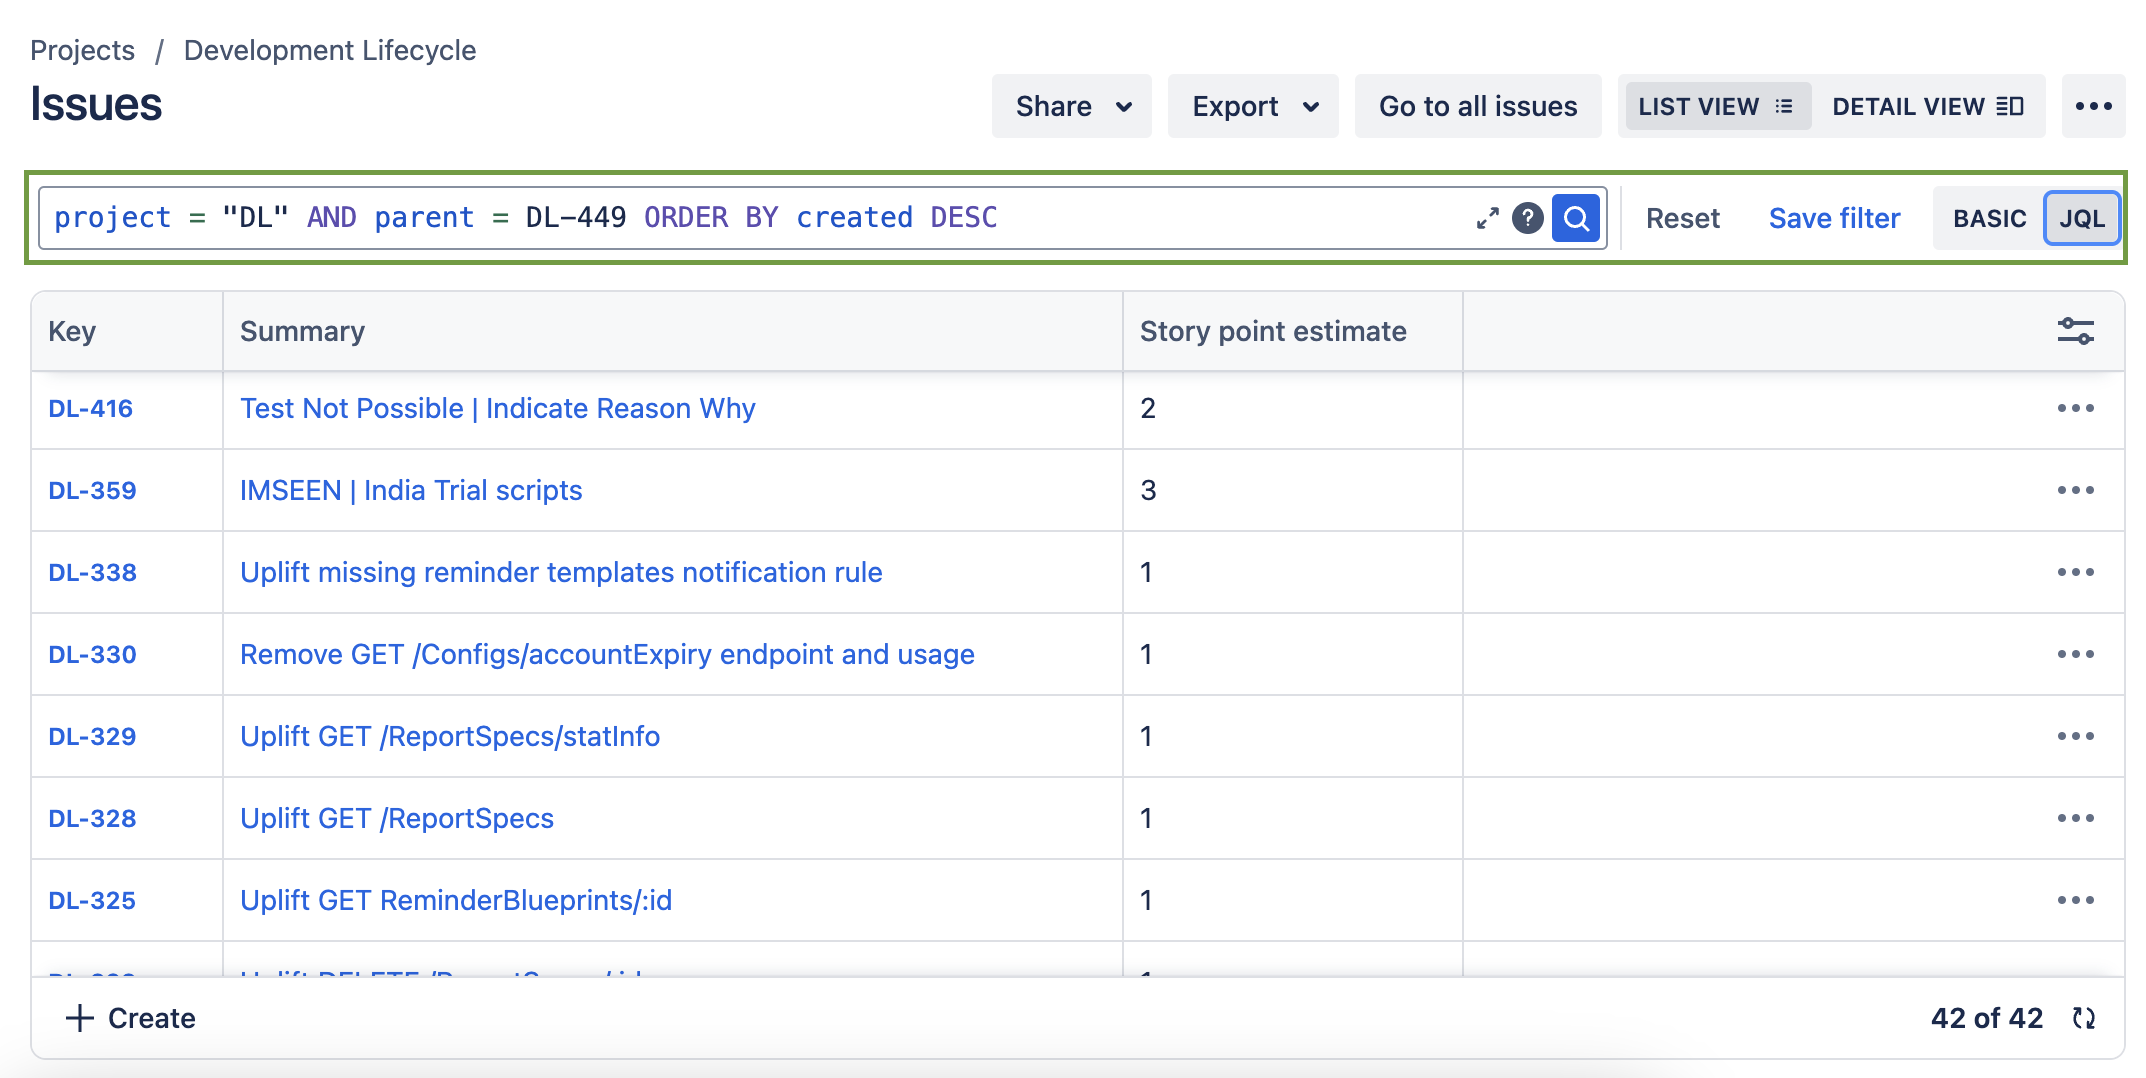 Projects / Development Lifecycle
Issues
Share
Export
Go to all issues
LIST VIEW
DETAIL VIEW
project = "DL" AND parent = DL-449 ORDER BY created DESC
?
Reset
Save filter
BASIC
JQL
Key Summary Story point estimate
DL-416 Test Not Possible | Indicate Reason Why 2
DL-359 IMSEEN | India Trial scripts 3
DL-338 Uplift missing reminder templates notification rule 1
DL-330 Remove GET /Configs/accountExpiry endpoint and usage 1
DL-329 Uplift GET /ReportSpecs/statInfo 1
DL-328 Uplift GET /ReportSpecs 1
DL-325 Uplift GET ReminderBlueprints/:id 1
Uplift DELETE
+ Create
42 of 42